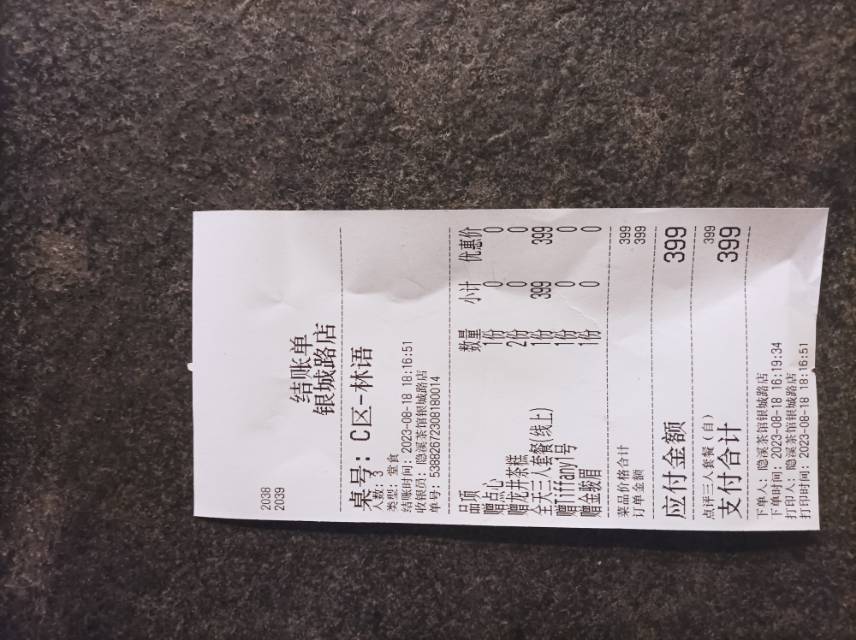 2038
2039
结账单
银城路店
桌号: C区-林语
人数: 3
类型: 堂食
结账时间: 2023-08-18 18:16:51
收银员: 隐溪茶馆银城路店
单号: 53882672308180014
品项 数量 小计 优惠价
赠点心 1份 0 0
赠龙井茶糕 2份 0 0
全天三人套餐(线上) 1份 399 399
赠Tiffany1号 1份 0 0
赠金骏眉 1份 0 0
菜品价格合计 399
订单金额 399
应付金额 399
点评三人套餐(自) 399
支付合计 399
下单人: 隐溪茶馆银城路店
下单时间: 2023-08-18 16:19:34
打印人: 隐溪茶馆银城路店
打印时间: 2023-08-18 18:16:51